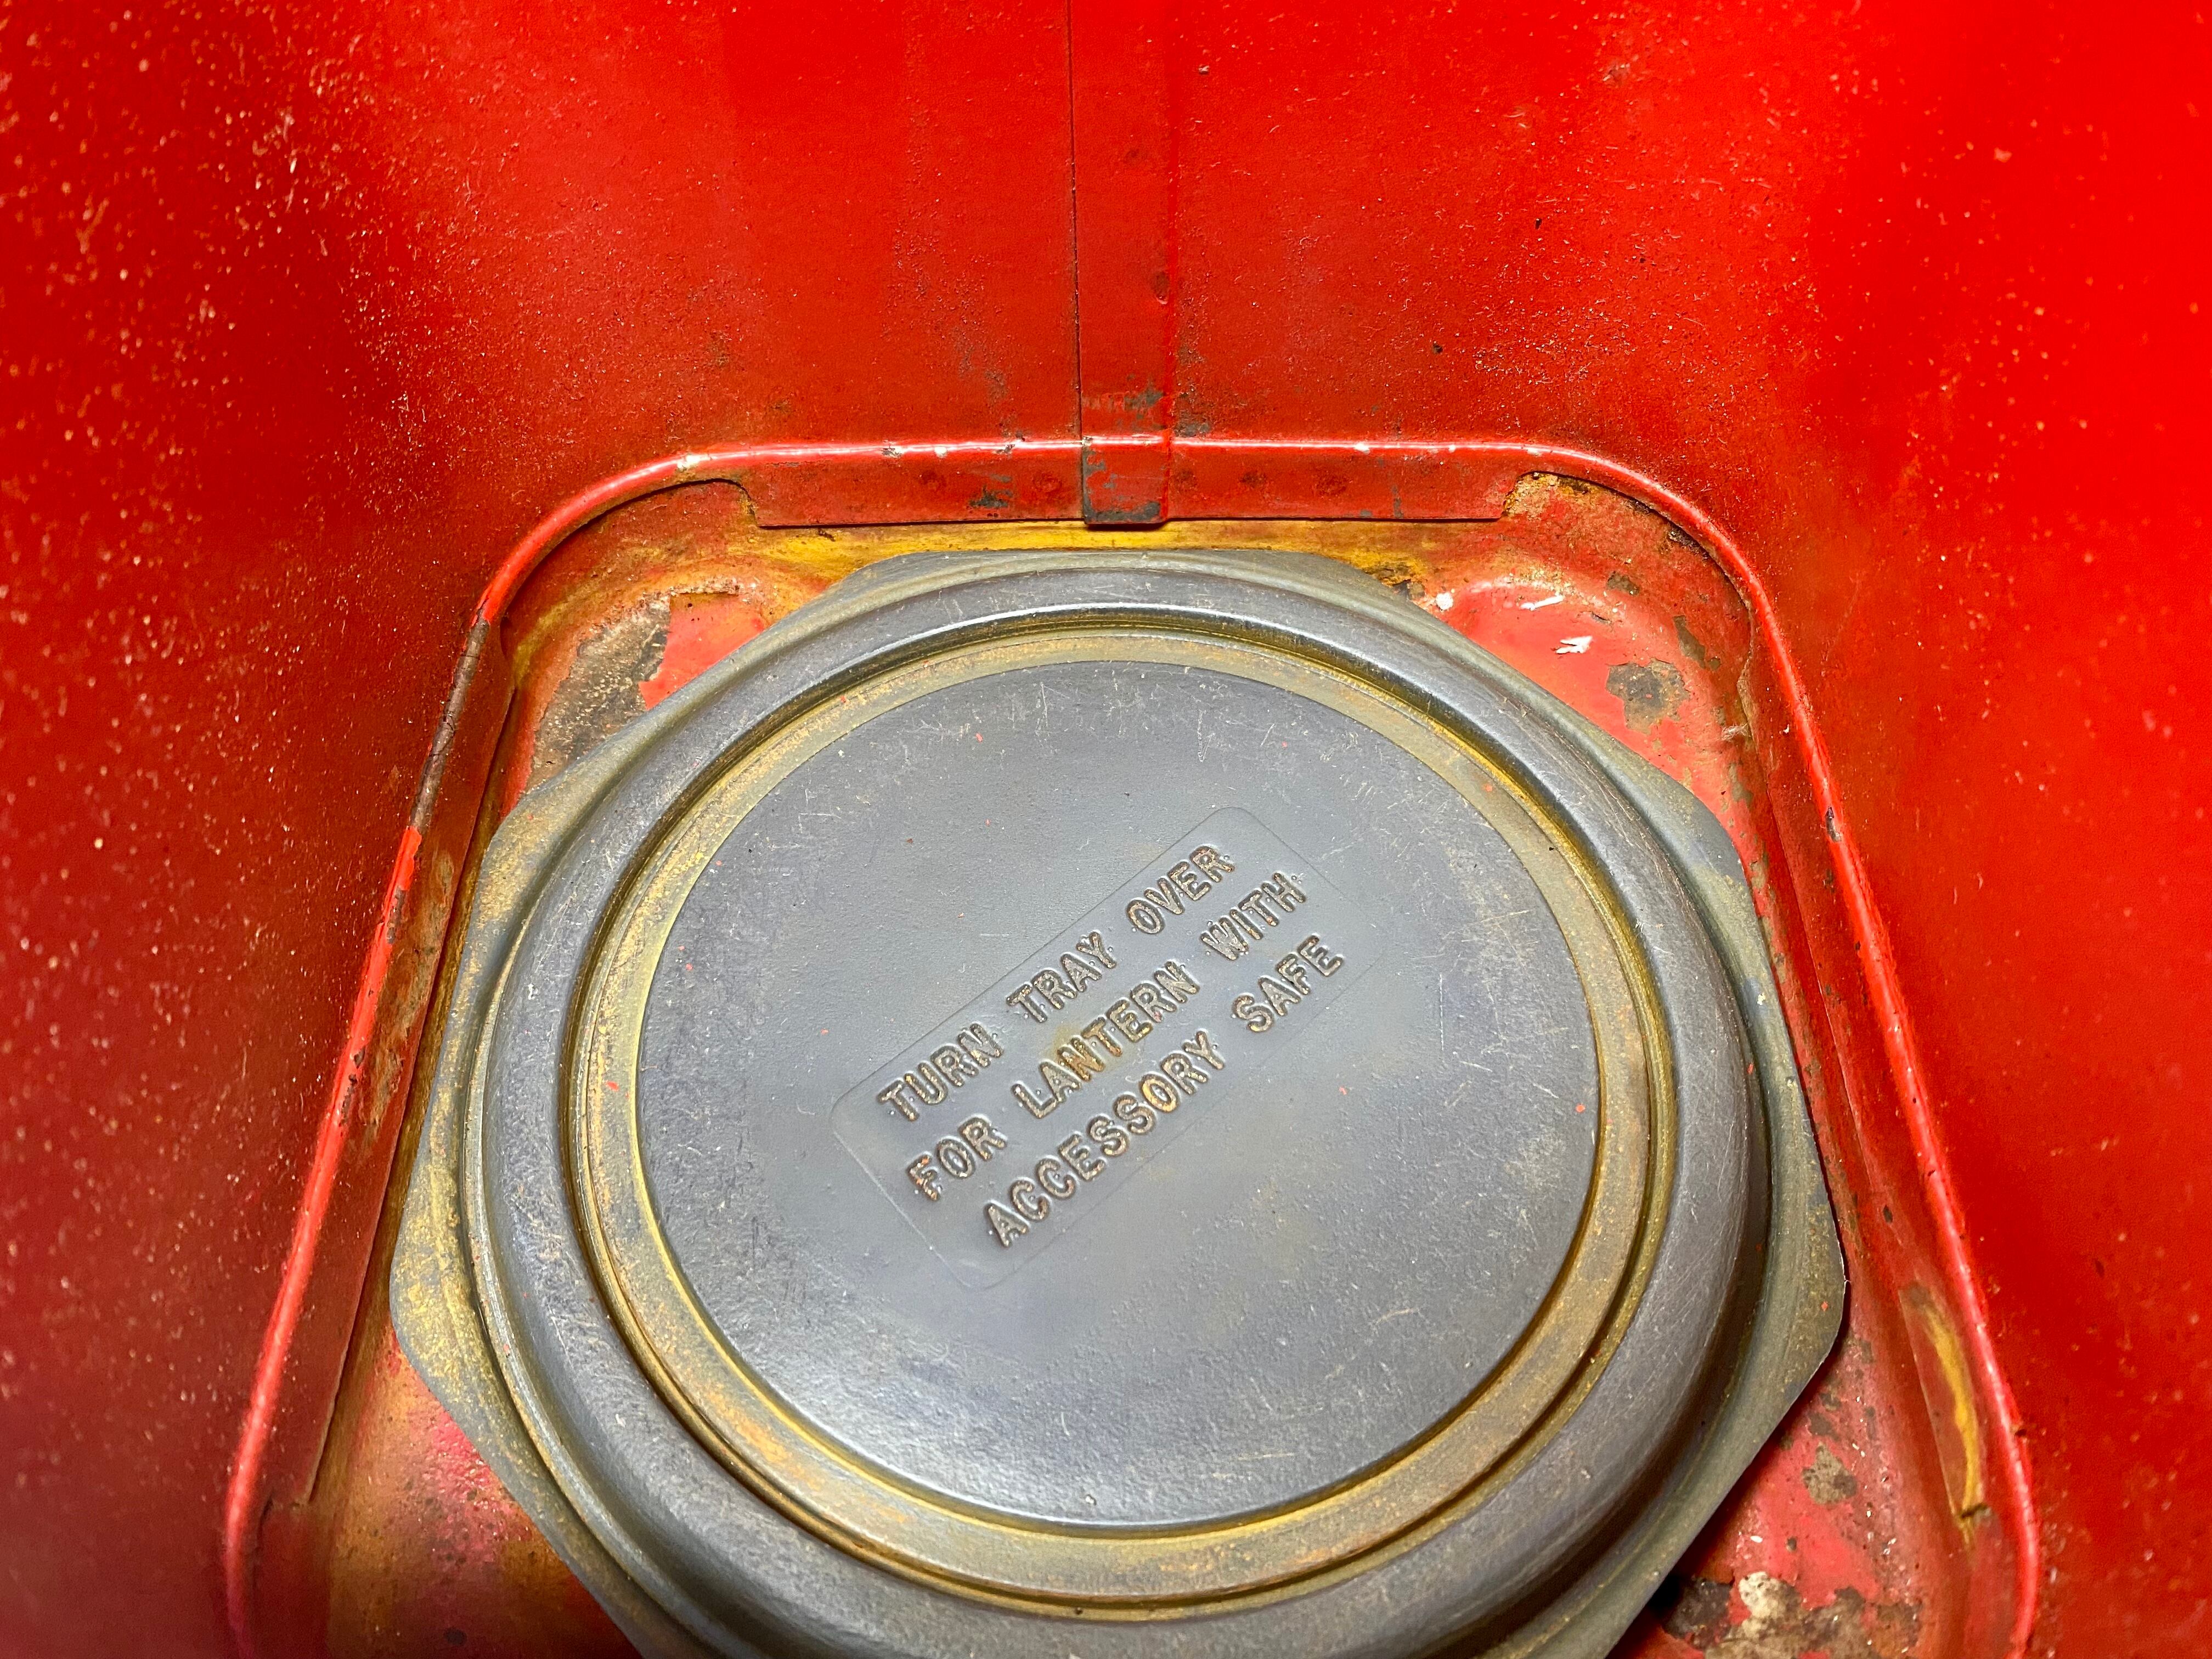 TURN TRAY OVER
FOR LANTERN WITH
ACCESSORY SAFE